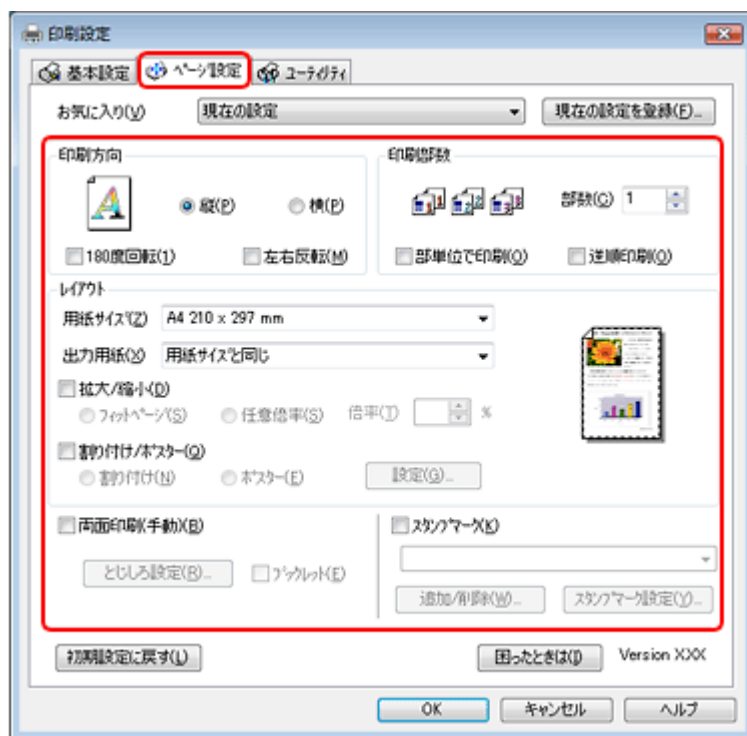 印刷設定
基本設定 ページ設定 ユーティリティ
お気に入り(V) 現在の設定 現在の設定を登録(F)...
印刷方向
縦(P) 横(P)
180度回転(1) 左右反転(M)
印刷部数
1 1 2 2 3 3
部数(C) 1
部単位で印刷(O) 逆順印刷(O)
レイアウト
用紙サイズ(Z) A4 210 x 297 mm
出力用紙(X) 用紙サイズと同じ
拡大/縮小(D)
フィットページ(S) 任意倍率(S) 倍率(T) %
割り付け/ポスター(Q)
割り付け(N) ポスター(E) 設定(G)...
両面印刷(手動)(B)
とじしろ設定(R)... ブックレット(E)
スタンプマーク(K)
追加/削除(W)... スタンプマーク設定(Y)...
初期設定に戻す(L) 困ったときは(I) Version XXX
OK キャンセル ヘルプ